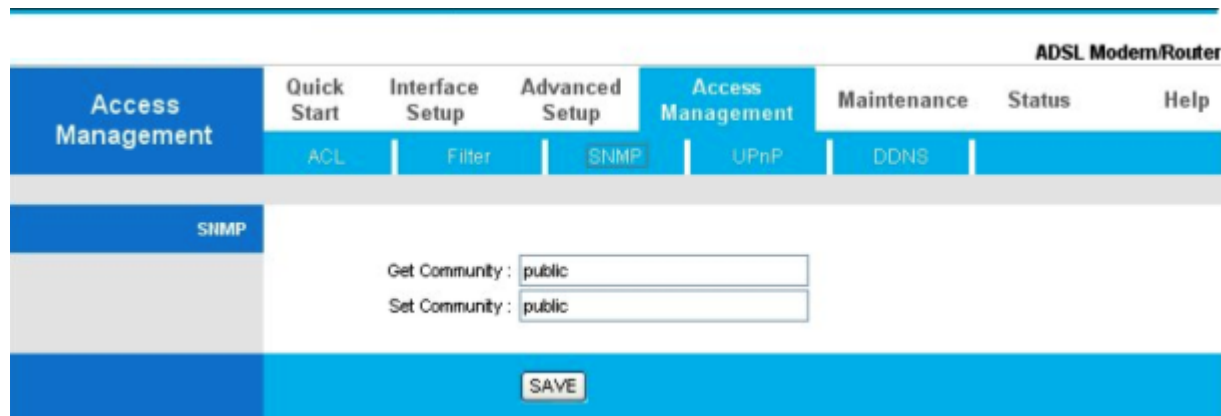 ADSL Modem/Router
Access Management
Quick Start
Interface Setup
Advanced Setup
Access Management
Maintenance
Status
Help
ACL
Filter
SNMP
UPnP
DDNS
SNMP
Get Community : public
Set Community : public
SAVE